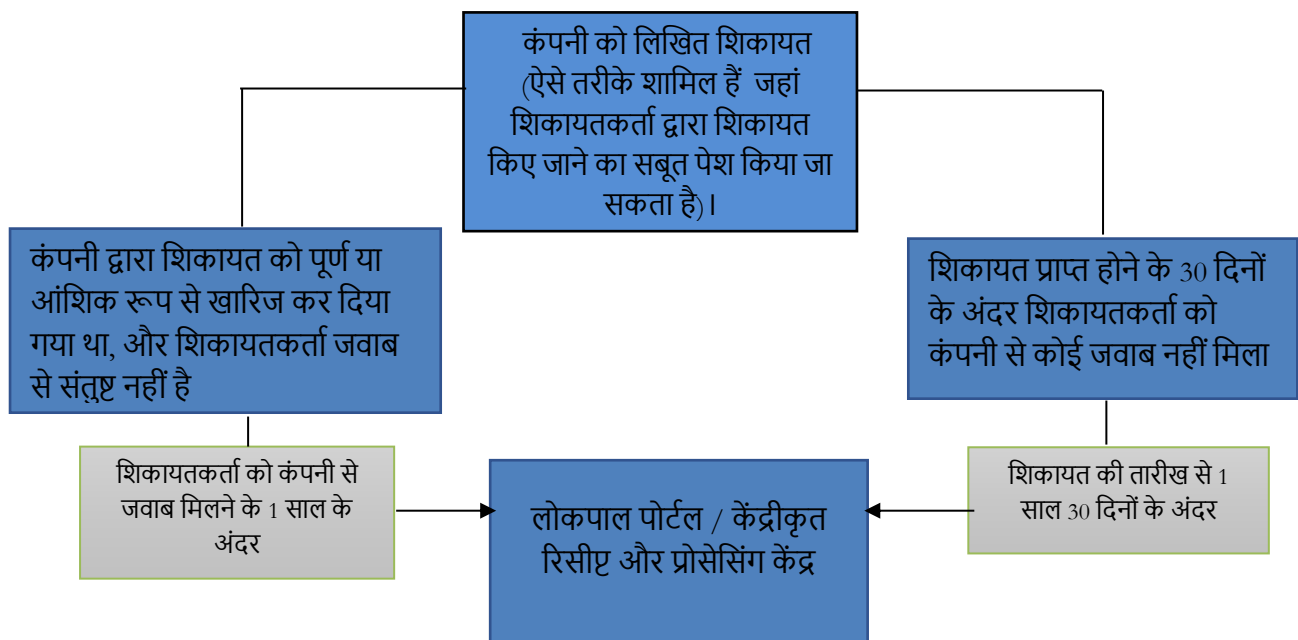 कंपनी को लिखित शिकायत
(ऐसे तरीके शामिल हैं जहां
शिकायतकर्ता द्वारा शिकायत
किए जाने का सबूत पेश किया जा
सकता है)।
कंपनी द्वारा शिकायत को पूर्ण या
आंशिक रूप से खारिज कर दिया
गया था, और शिकायतकर्ता जवाब
से संतुष्ट नहीं है
शिकायत प्राप्त होने के 30 दिनों
के अंदर शिकायतकर्ता को
कंपनी से कोई जवाब नहीं मिला
शिकायतकर्ता को कंपनी से
जवाब मिलने के 1 साल के
अंदर
लोकपाल पोर्टल / केंद्रीकृत
रिसीप्ट और प्रोसेसिंग केंद्र
शिकायत की तारीख से 1
साल 30 दिनों के अंदर